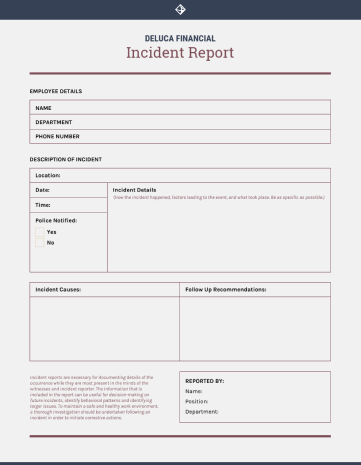 DELUCA FINANCIAL
Incident Report
EMPLOYEE DETAILS
NAME
DEPARTMENT
PHONE NUMBER
DESCRIPTION OF INCIDENT
Location:
Date:
Incident Details
(How the incident happened, factors leading to the event, and what took place. Be as specific as possible.)
Time:
Police Notified:
Yes
No
Incident Causes:
Follow Up Recommendations:
Incident reports are necessary for documenting details of the
occurrence while they are most present in the minds of the
witnesses and incident reporter. The information that is
included in the report can be useful for decision-making on
future incidents, identify behavioral patterns and identifying
larger issues. To maintain a safe and healthy work environment,
a thorough investigation should be undertaken following an
incident in order to initiate corrective actions.
REPORTED BY:
Name:
Position:
Department: